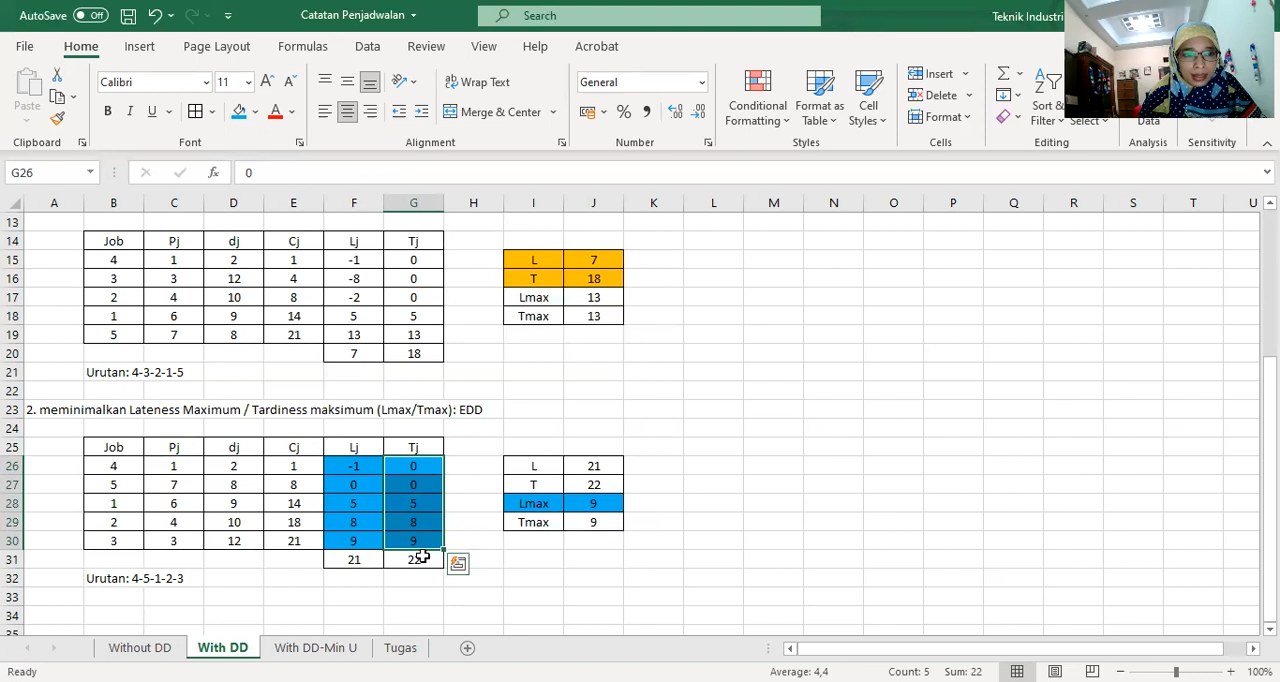 AutoSave Off Catatan Penjadwalan Search Teknik Industri
File Home Insert Page Layout Formulas Data Review View Help Acrobat
Paste Calibri 11 A A Wrap Text General Conditional Formatting Format as Table Cell Styles Insert Sort & Filter
B I U A Merge & Center % Delete Select
Format Data
Clipboard Font Alignment Number Styles Cells Editing Analysis Sensitivity
G26 fx 0
A B C D E F G H I J K L M N O P Q R S T U
13
14 Job Pj dj Cj Lj Tj
15 4 1 2 1 -1 0 L 7
16 3 3 12 4 -8 0 T 18
17 2 4 10 8 -2 0 Lmax 13
18 1 6 9 14 5 5 Tmax 13
19 5 7 8 21 13 13
20 7 18
21 Urutan: 4-3-2-1-5
22
23 2. meminimalkan Lateness Maximum / Tardiness maksimum (Lmax/Tmax): EDD
24
25 Job Pj dj Cj Lj Tj
26 4 1 2 1 -1 0 L 21
27 5 7 8 8 0 0 T 22
28 1 6 9 14 5 5 Lmax 9
29 2 4 10 18 8 8 Tmax 9
30 3 3 12 21 9 9
31 21 22
32 Urutan: 4-5-1-2-3
33
34
35
Without DD With DD With DD-Min U Tugas
Ready Average: 4,4 Count: 5 Sum: 22 100%